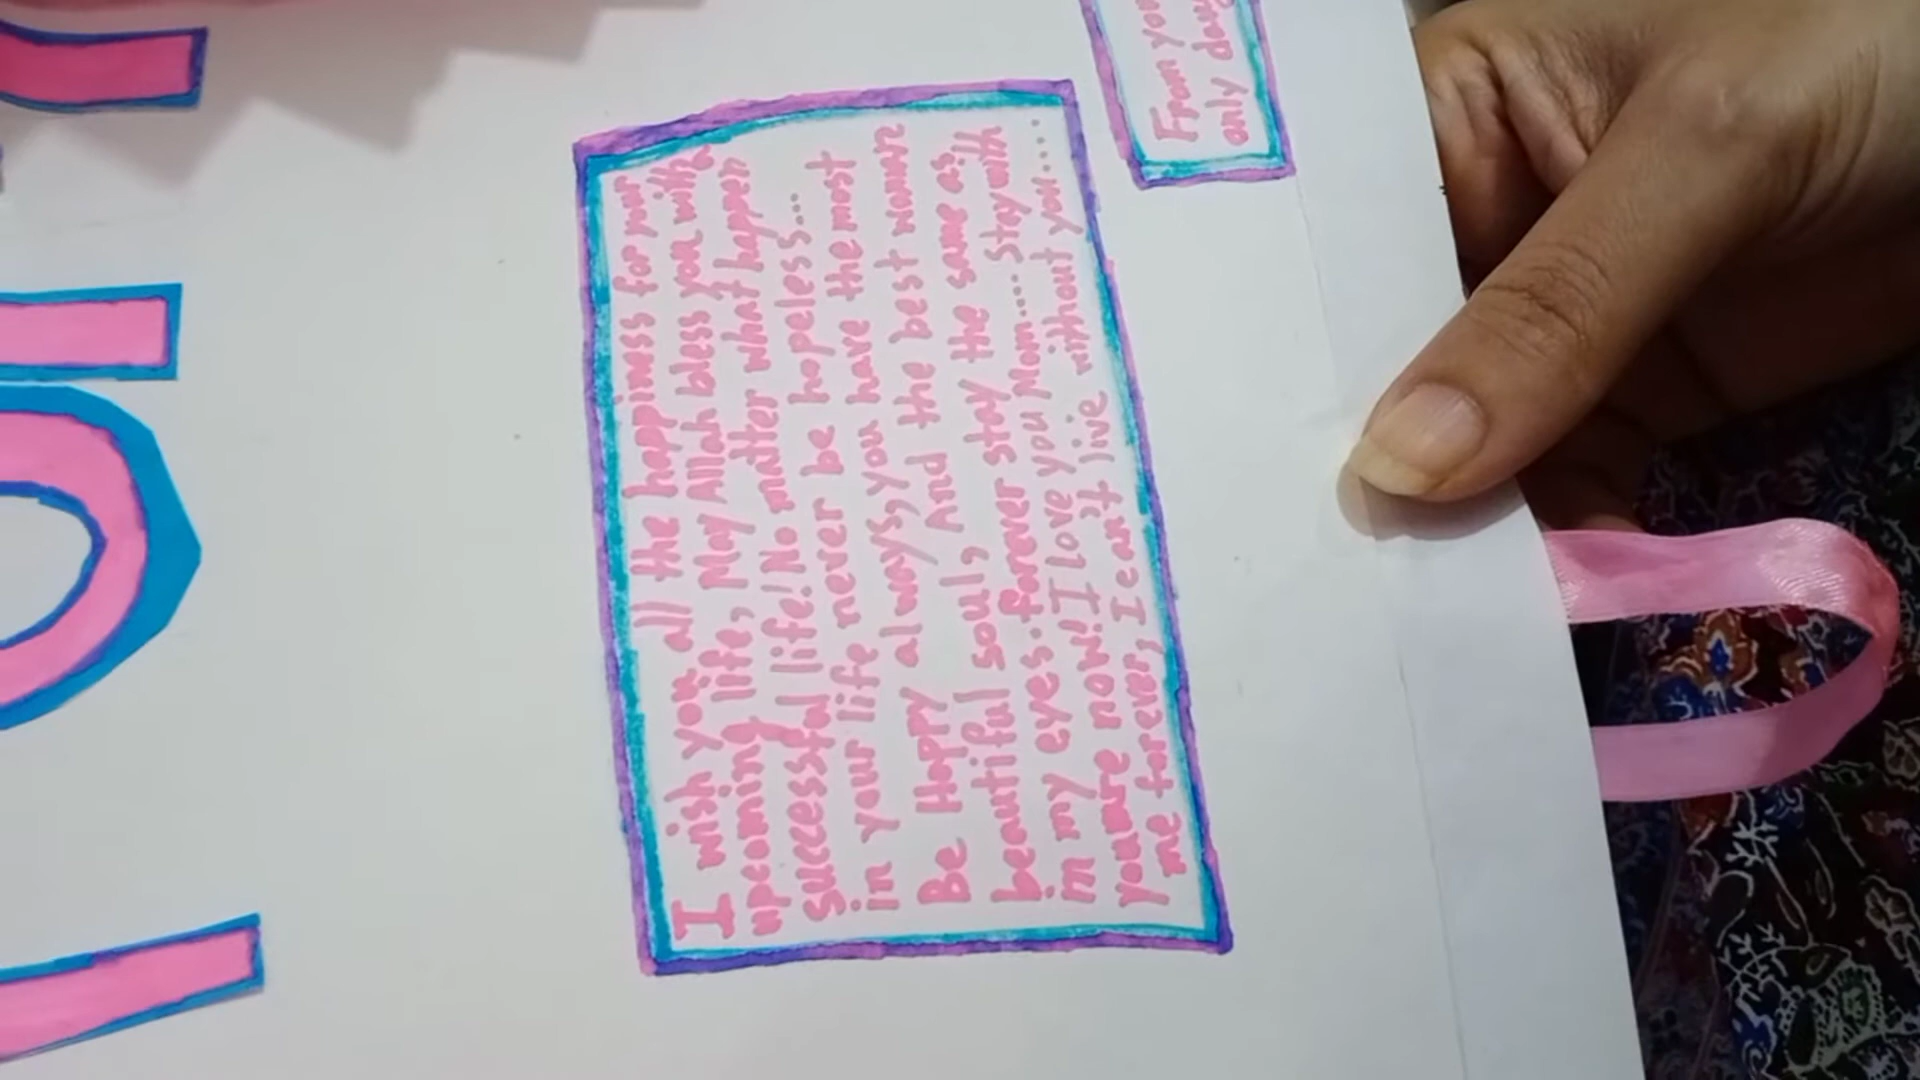 I wish you all the happiness for your
upcoming life, May Allah bless you with
successful life! No matter what happen
in your life never be hopeless...
Be Happy always, you have the most
beautiful soul, And the best woman
in my eyes. forever stay the same as
you are now! I love you Mom.... Stay with
me forever, I can't live without you....
From you
only